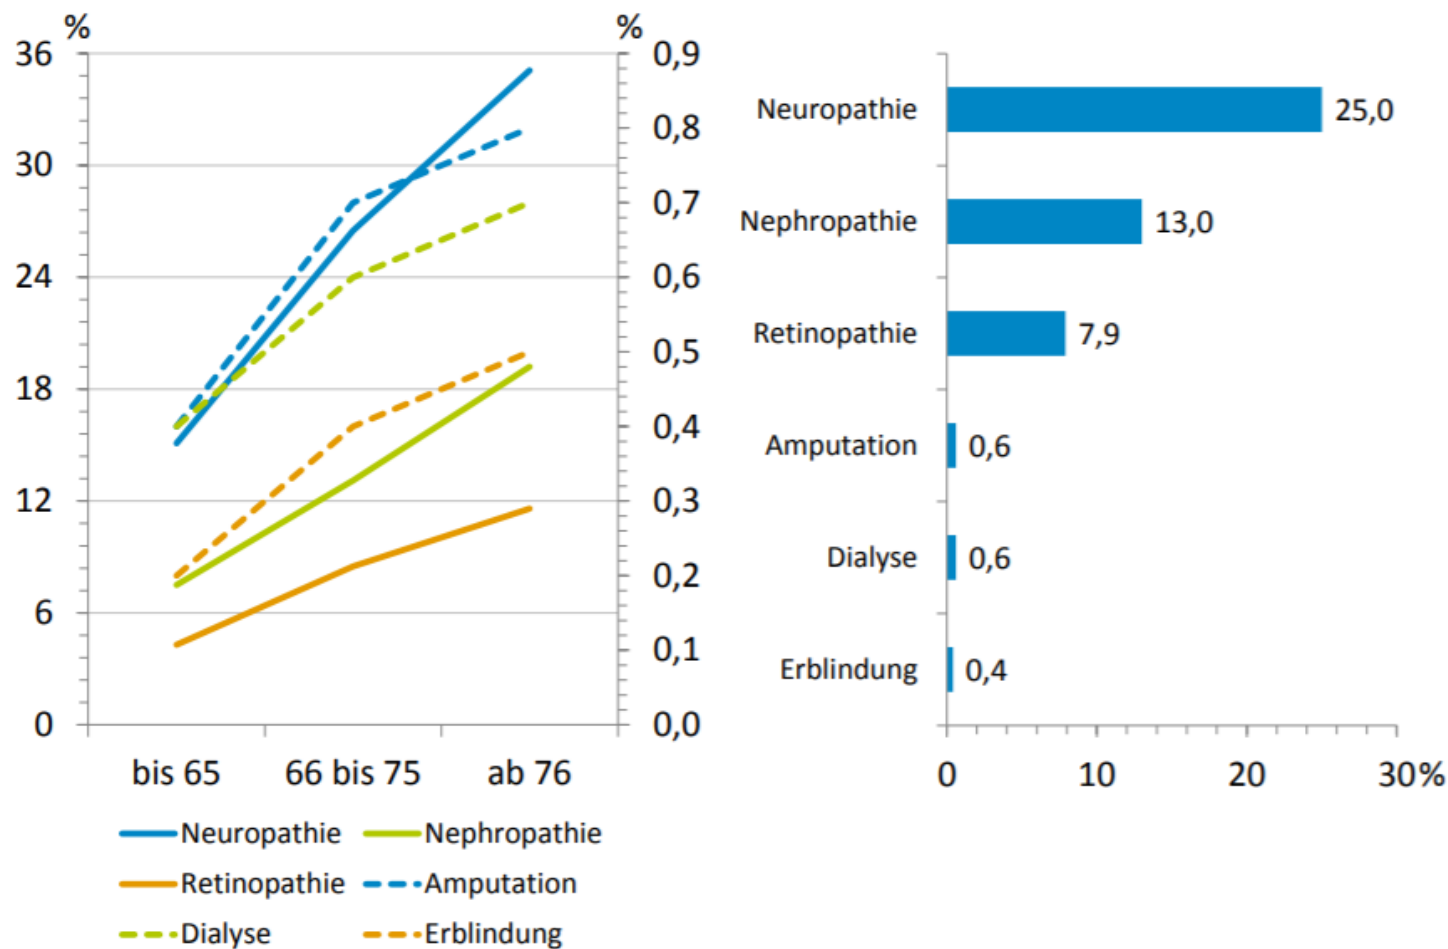 % %
36 0,9
30 0,8
24 0,7
18 0,6
12 0,5
6 0,4
0 0,3
0,2
0,1
0,0
bis 65 66 bis 75 ab 76
Neuropathie Nephropathie
Retinopathie Amputation
Dialyse Erblindung
Neuropathie 25,0
Nephropathie 13,0
Retinopathie 7,9
Amputation 0,6
Dialyse 0,6
Erblindung 0,4
0 10 20 30%